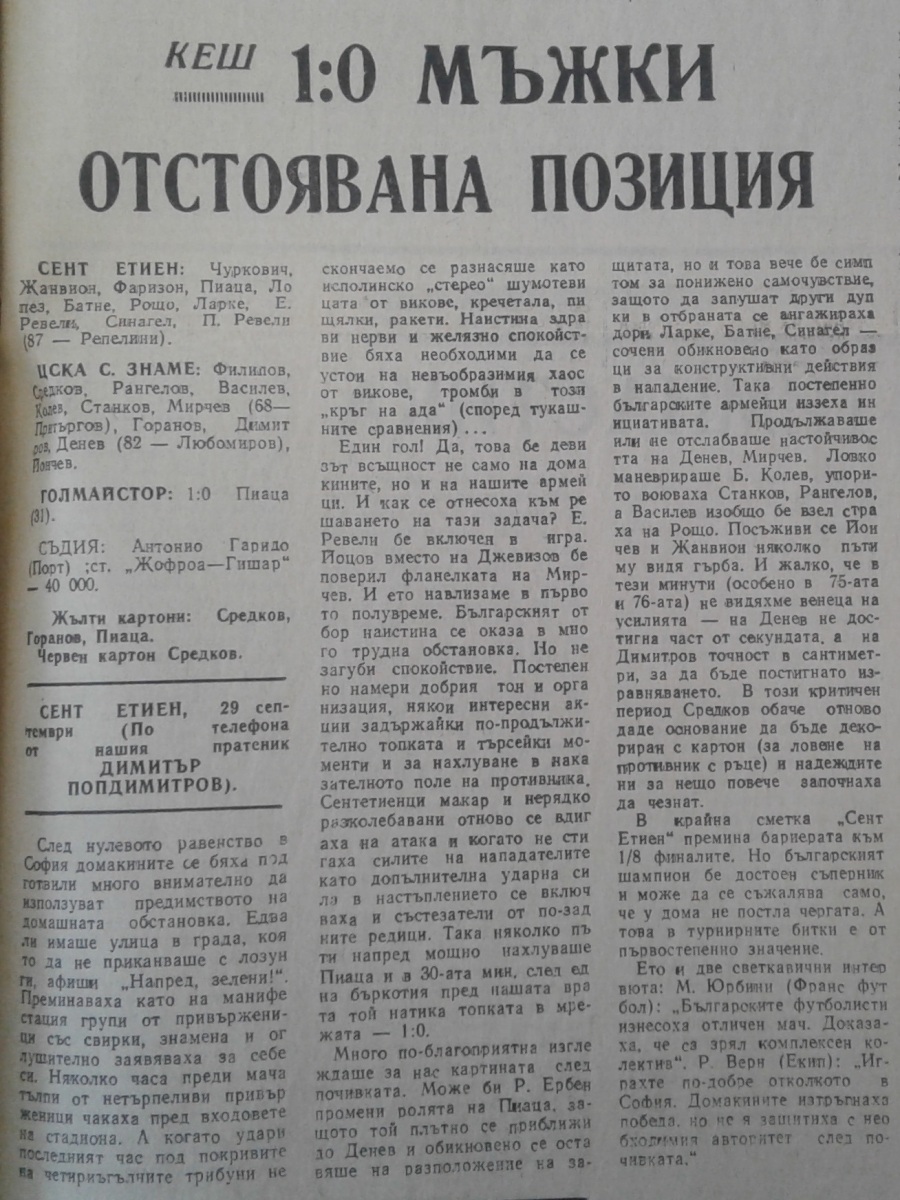 КЕШ 1:0 МЪЖКИ
ОТСТОЯВАНА ПОЗИЦИЯ
СЕНТ ЕТИЕН: Чуркович,
Жанвион, Фаризон, Пиаца, Ло
пез, Батне, Рошо, Ларке, Е.
Ревели, Синагел, П. Ревели
(87 — Репелини).
ЦСКА С. ЗНАМЕ: Филипов,
Средков, Рангелов, Василев,
Колев, Станков, Мирчев (68—
Притъргов), Горанов, Димит
ров, Денев (82 — Любомиров),
Йончев.
ГОЛМАЙСТОР: 1:0 Пиаца
(31).
СЪДИЯ: Антонио Гаридо
(Порт) ;ст. „Жофроа—Гишар"
— 40 000.
Жълти картони: Средков,
Горанов, Пиаца.
Червен картон Средков.
СЕНТ ЕТИЕН, 29 сеп-
тември (По телефона
от нашия пратеник
ДИМИТЪР
ПОПДИМИТРОВ).
След нулевото равенство в
София домакините се бяха под
готвили много внимателно да
използуват предимството на
домашната обстановка. Едва
ли имаше улица в града, коя
то да не приканваше с лозун
ги, афиши „Напред, зелени!".
Преминаваха като на манифе
стация групи от привържени-
ци със свирки, знамена и ог
лушително заявяваха за себе
си. Няколко часа преди мача
тълпи от нетърпеливи привър
женици чакаха пред входовете
на стадиона. А когато удари
последният час под покривите
на четириъгълчите трибуни не
скончаемо се разнасяше като
исполинско „стерео" шумотеви
цата от викове, кречетала, пи
щялки, ракети. Наистина здра
ви нерви и желязно спокойст-
вие бяха необходими да се
устои на невъобразимия хаос
от викове, тромби в този
„кръг на ада" (според тукаш-
ните сравнения) ...
Един гол! Да, това бе деви
зът всъщност не само на дома
кините, но и на нашите армей
ци. И как се отнесоха към ре
шаването на тази задача? Е.
Ревели бе включен в игра.
Йоцов вместо на Джевизов бе
поверил фланелката на Мир-
чев. И ето навлизаме в първо
то полувреме. Българският от
бор наистина се оказа в мно
го трудна обстановка. Но не
загуби спокойствие. Постепен
но намери добрия тон и орга
низация, някои интересни ак-
ции задържайки по-продължи-
телно топката и търсейки мо-
менти и за нахлуване в нака
зателното поле на противника.
Сентетиенци макар и нерядко
разколебавани отново се вдиг
аха на атака и когато не сти
гаха силите на нападателите
като допълнителна ударна си
ла в настъплението се включ
ваха и състезатели от по-зад
ните редици. Така няколко пъ
ти напред мощно нахлуваше
Пиаца и в 30-ата мин. след ед
на бъркотия пред нашата вра
та той натика топката в мре-
жата — 1:0.
Много по-благоприятна изгле
ждаше за нас картината след
почивката. Може би Р. Ербен
промени ролята на Пиаца, за-
щото той плътно се приближи
до Денев и обикновено се оста
вяше на разположение на за-
щитата, но и това вече бе симп
том за понижено самочувствие,
защото да запушат други дуп
ки в отбраната се ангажираха
дори Ларке, Батне, Синагел —
сочени обикновено като образ
ци за конструктивни действия
в нападение. Така постепенно
българските армейци иззеха ин
ициативата. Продължаваше
или не отслабваше настойчивос
тта на Денев, Мирчев. Ловко
маневрираше Б. Колев, упори-
то воюваха Станков, Рангелов,
а Василев изобщо бе взел стра
ха на Рошо. Посъживи се Йон
чев и Жанвион няколко пъти
му видя гърба. И жалко, че в
тези минути (особено в 75-ата
и 76-ата) не видяхме венеца на
усилията — на Денев не дос-
тигна част от секундата, а на
Димитров точност в сантимет-
ри, за да бъде постигнато из-
равняването. В този критичен
период Средков обаче отново
даде основание да бъде деко-
риран с картон (за ловене на
противник с ръце) и надеждите
ни за нещо повече започнаха
да чезнат.
В крайна сметка „Сент
Етиен" премина бариерата към
1/8 финалите. Но българският
шампион бе достоен съперник
и може да се съжалява само,
че у дома не постла чергата. А
това в турнирните битки е от
първостепенно значение.
Ето и две светкавични интер
вюта: М. Юрбини (Франс фут
бол): „Българските футболисти
изнесоха отличен мач. Доказа-
ха, че са зрял комплексен ко-
лектив". Р. Верн (Екип): „Иг-
рахте по-добре отколкото в
София. Домакините изтръгнаха
победа, но не я защитиха с нео
бходимия авторитет след по-
чивката."